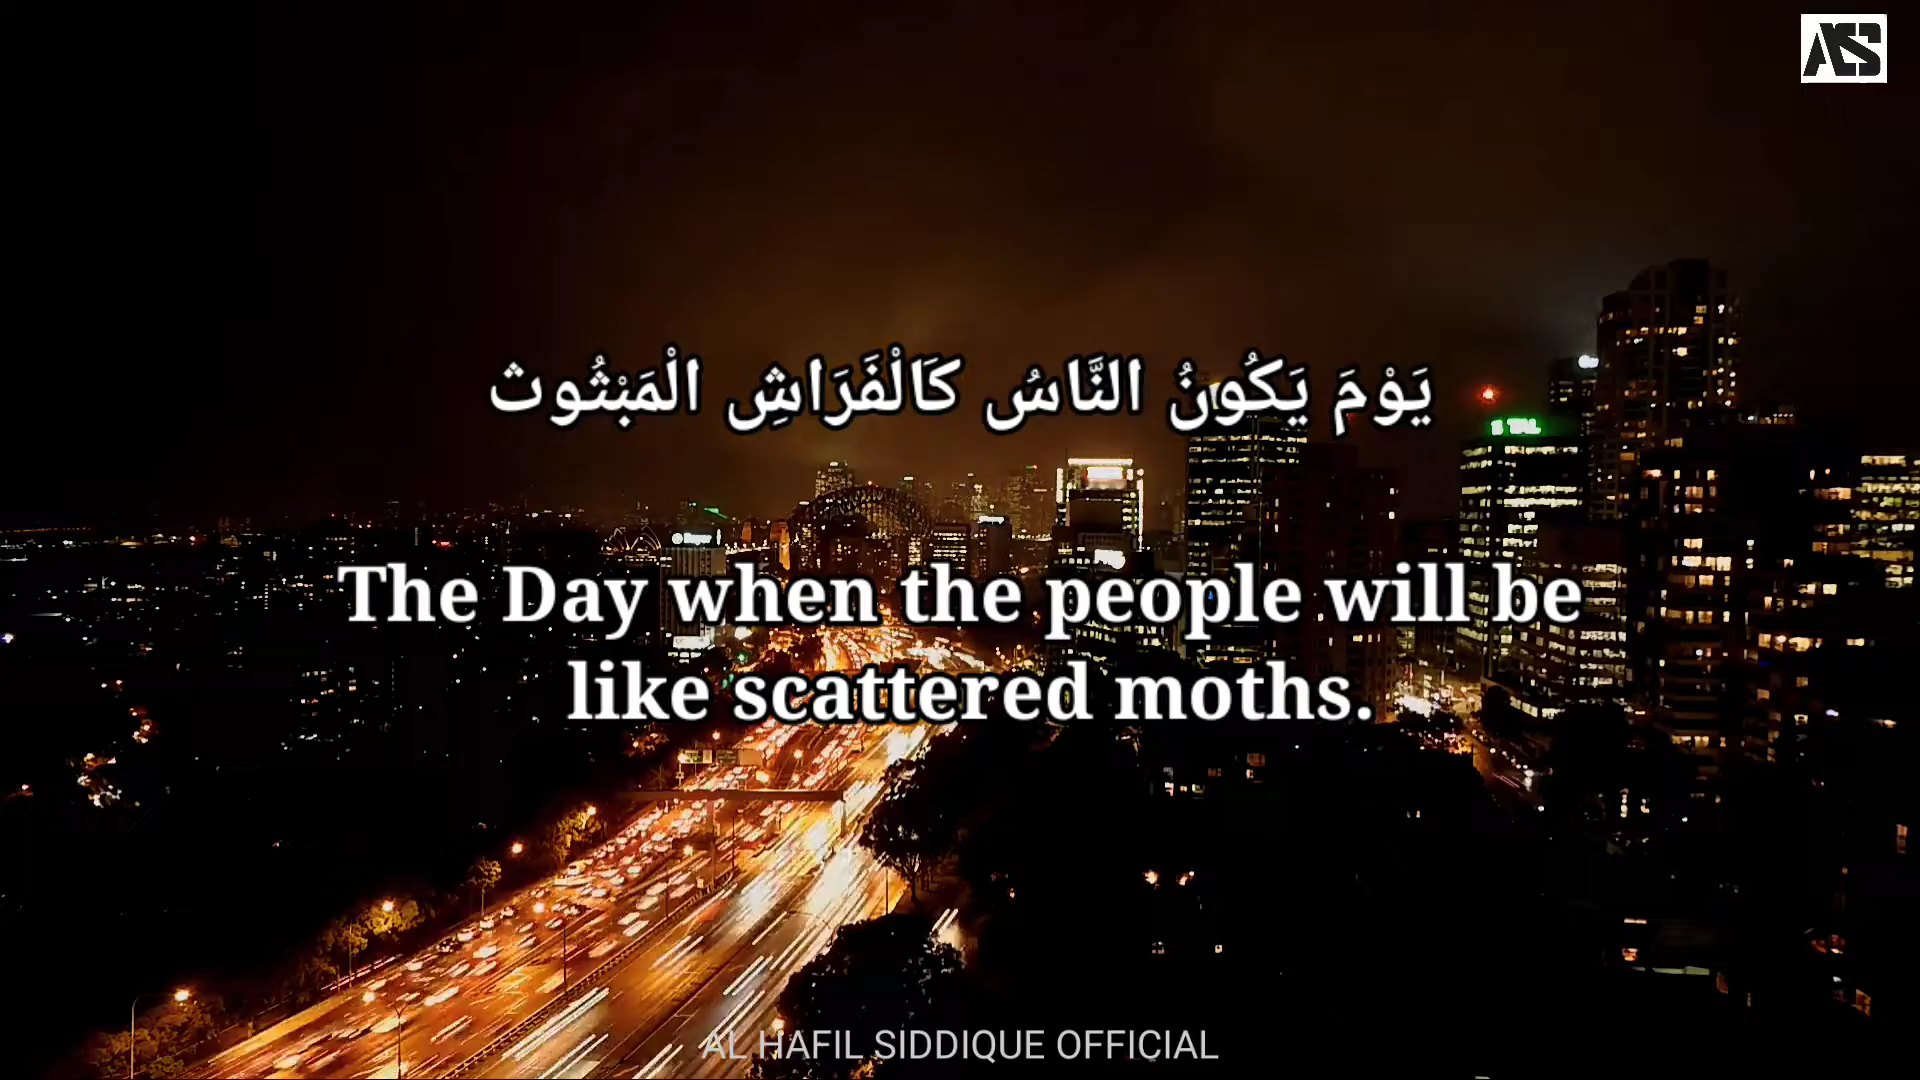 AES
يَوْمَ يَكُونُ النَّاسُ كَالْفَرَاشِ الْمَبْثُوث
The Day when the people will be
like scattered moths.
AL HAFIL SIDDIQUE OFFICIAL